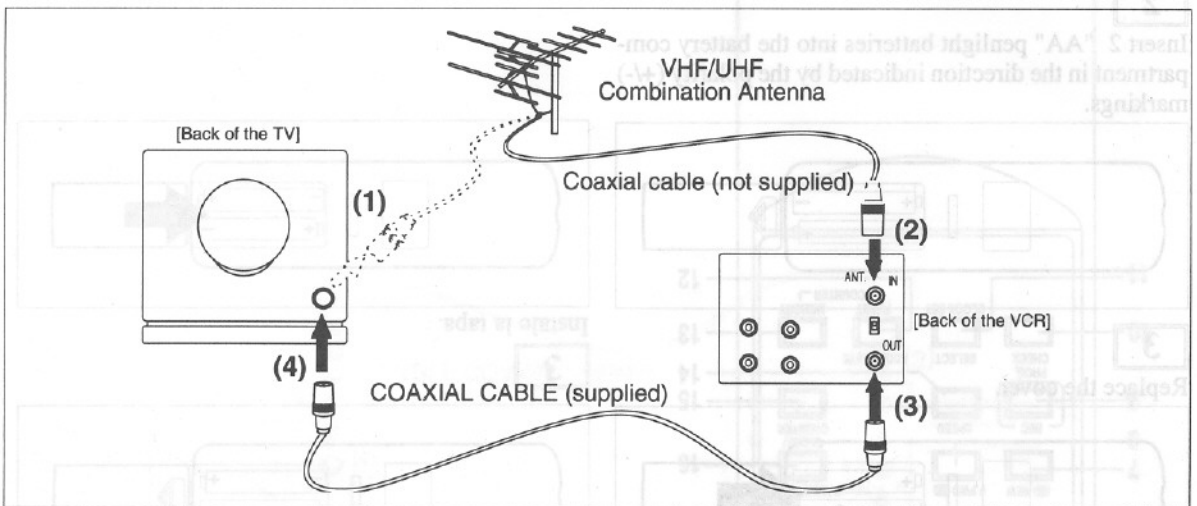 VHF/UHF
Combination Antenna
[Back of the TV]
(1)
Coaxial cable (not supplied)
(2)
ANT.
IN
[Back of the VCR]
OUT
(4)
COAXIAL CABLE (supplied)
(3)